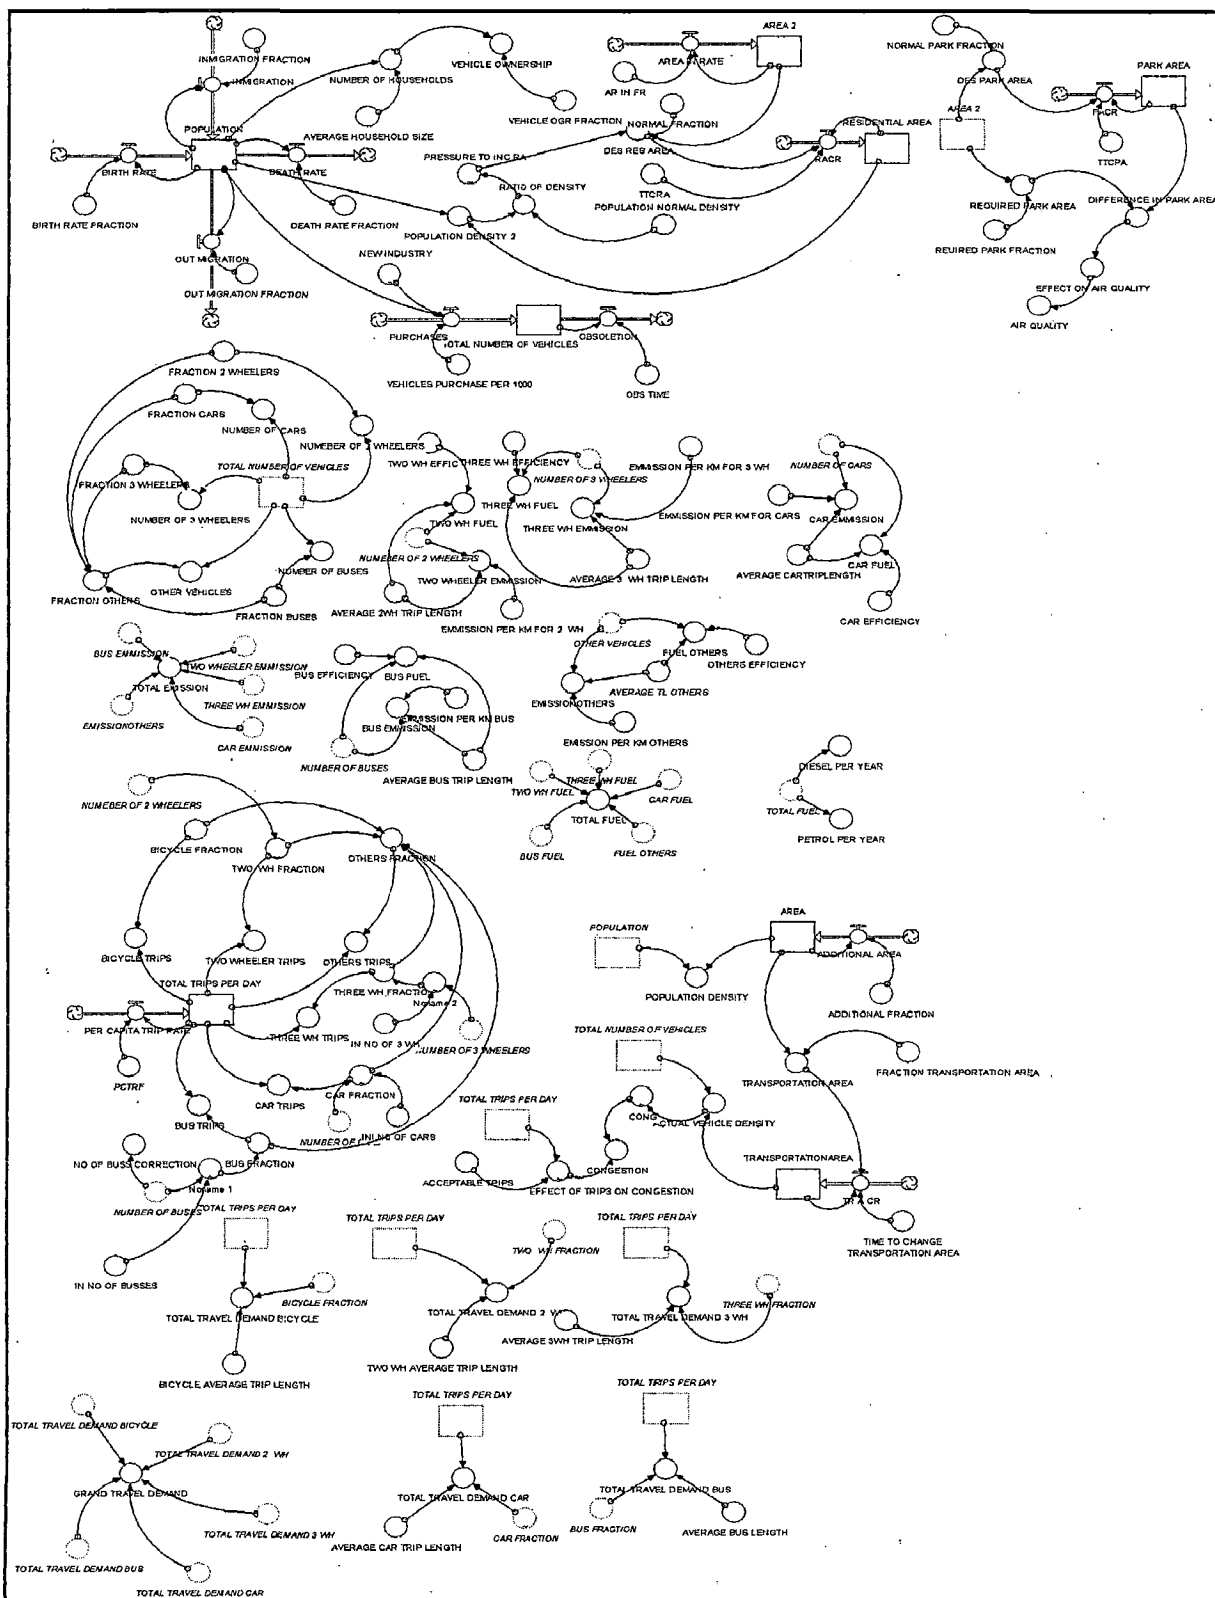 AREA 2
NORMAL PARK FRACTION
INMIGRATION FRACTION
INMIGRATION
NUMBER OF HOUSEHOLDS
VEHICLE OWNERSHIP
AREA IN RATE
DES PARK AREA
PARK AREA
AR IN FR
AREA 2
PACR
VEHICLE OGR FRACTION
NORMAL FRACTION
RESIDENTIAL AREA
POPULATION
AVERAGE HOUSEHOLD SIZE
DES RES AREA
RACR
TTCPA
BIRTH RATE
DEATH RATE
PRESSURE TO INC RA
RATIO OF DENSITY
TTCRA
POPULATION NORMAL DENSITY
REQUIRED PARK AREA
DIFFERENCE IN PARK AREA
BIRTH RATE FRACTION
DEATH RATE FRACTION
POPULATION DENSITY 2
REUIRED PARK FRACTION
OUT MIGRATION
NEW INDUSTRY
OUT MIGRATION FRACTION
EFFECT ON AIR QUALITY
AIR QUALITY
PURCHASES
TOTAL NUMBER OF VEHICLES
OBSOLETION
VEHICLES PURCHASE PER 1000
OBS TIME
FRACTION 2 WHEELERS
FRACTION CARS
NUMBER OF CARS
NUMEBER OF 2 WHEELERS
TWO WH EFFIC
THREE WH EFFICIENCY
EMMISSION PER KM FOR 3 WH
NUMBER OF CARS
TOTAL NUMBER OF VEHICLES
FRACTION 3 WHEELERS
NUMBER OF 3 WHEELERS
NUMBER OF 3 WHEELERS
THREE WH FUEL
TWO WH FUEL
THREE WH EMMISSION
EMMISSION PER KM FOR CARS
CAR EMMISSION
NUMBER OF 2 WHEELERS
CAR FUEL
OTHER VEHICLES
NUMBER OF BUSES
TWO WHEELER EMMISSION
AVERAGE 3 WH TRIP LENGTH
AVERAGE CARTRIPLENGTH
FRACTION OTHERS
FRACTION BUSES
AVERAGE 2WH TRIP LENGTH
EMMISSION PER KM FOR 2 WH
CAR EFFICIENCY
BUS EMMISSION
TWO WHEELER EMMISSION
TOTAL EMISSION
THREE WH EMMISSION
EMISSIONOTHERS
CAR EMMISSION
BUS EFFICIENCY
BUS FUEL
EMISSION PER KM BUS
BUS EMMISSION
NUMBER OF BUSES
AVERAGE BUS TRIP LENGTH
OTHER VEHICLES
FUEL OTHERS
OTHERS EFFICIENCY
AVERAGE TL OTHERS
EMISSIONOTHERS
EMISSION PER KM OTHERS
THREE WH FUEL
TWO WH FUEL
CAR FUEL
TOTAL FUEL
BUS FUEL
FUEL OTHERS
DIESEL PER YEAR
TOTAL FUEL
PETROL PER YEAR
NUMEBER OF 2 WHEELERS
BICYCLE FRACTION
TWO WH FRACTION
OTHERS FRACTION
BICYCLE TRIPS
TWO WHEELER TRIPS
OTHERS TRIPS
TOTAL TRIPS PER DAY
THREE WH FRACTION
Noname 2
PER CAPITA TRIP RATE
THREE WH TRIPS
IN NO OF 3 WH
NUMBER OF 3 WHEELERS
PCTRF
CAR TRIPS
CAR FRACTION
BUS TRIPS
IN NO OF CARS
NO OF BUSS CORRECTION
BUS FRACTION
Noname 1
NUMBER OF BUSES
IN NO OF BUSSES
AREA
POPULATION
ADDITIONAL AREA
POPULATION DENSITY
ADDITIONAL FRACTION
TOTAL NUMBER OF VEHICLES
TRANSPORTATION AREA
FRACTION TRANSPORTATION AREA
TOTAL TRIPS PER DAY
CONG
ACTUAL VEHICLE DENSITY
ACCEPTABLE TRIPS
CONGESTION
EFFECT OF TRIPS ON CONGESTION
TRANSPORTATIONAREA
TR A CR
TIME TO CHANGE
TRANSPORTATION AREA
TOTAL TRIPS PER DAY
TOTAL TRIPS PER DAY
TOTAL TRIPS PER DAY
TWO WH FRACTION
BICYCLE FRACTION
TOTAL TRAVEL DEMAND BICYCLE
BICYCLE AVERAGE TRIP LENGTH
TOTAL TRAVEL DEMAND 2 WH
TWO WH AVERAGE TRIP LENGTH
THREE WH FRACTION
TOTAL TRAVEL DEMAND 3 WH
AVERAGE 3WH TRIP LENGTH
TOTAL TRAVEL DEMAND BICYCLE
TOTAL TRAVEL DEMAND 2 WH
GRAND TRAVEL DEMAND
TOTAL TRAVEL DEMAND 3 WH
TOTAL TRAVEL DEMAND BUS
TOTAL TRAVEL DEMAND CAR
TOTAL TRIPS PER DAY
TOTAL TRAVEL DEMAND CAR
AVERAGE CAR TRIP LENGTH
CAR FRACTION
TOTAL TRIPS PER DAY
TOTAL TRAVEL DEMAND BUS
BUS FRACTION
AVERAGE BUS LENGTH